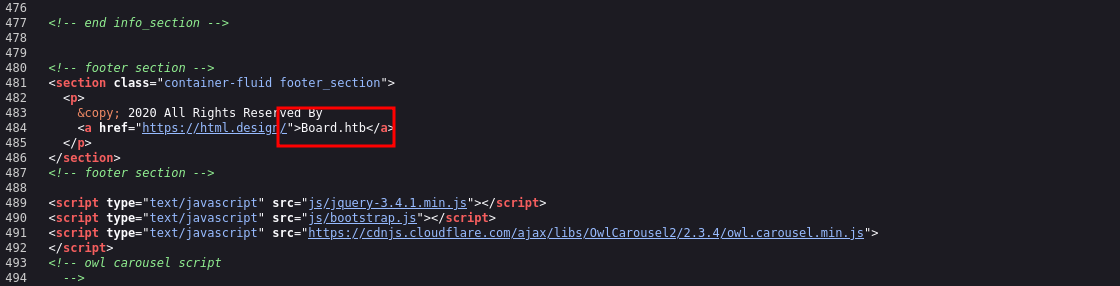 476
477 <!-- end info_section -->
478
479
480 <!-- footer section -->
481 <section class="container-fluid footer_section">
482 <p>
483 &copy; 2020 All Rights Reserved By
484 <a href="https://html.design/">Board.htb</a>
485 </p>
486 </section>
487 <!-- footer section -->
488
489 <script type="text/javascript" src="js/jquery-3.4.1.min.js"></script>
490 <script type="text/javascript" src="js/bootstrap.js"></script>
491 <script type="text/javascript" src="https://cdnjs.cloudflare.com/ajax/libs/OwlCarousel2/2.3.4/owl.carousel.min.js">
492 </script>
493 <!-- owl carousel script
494 -->